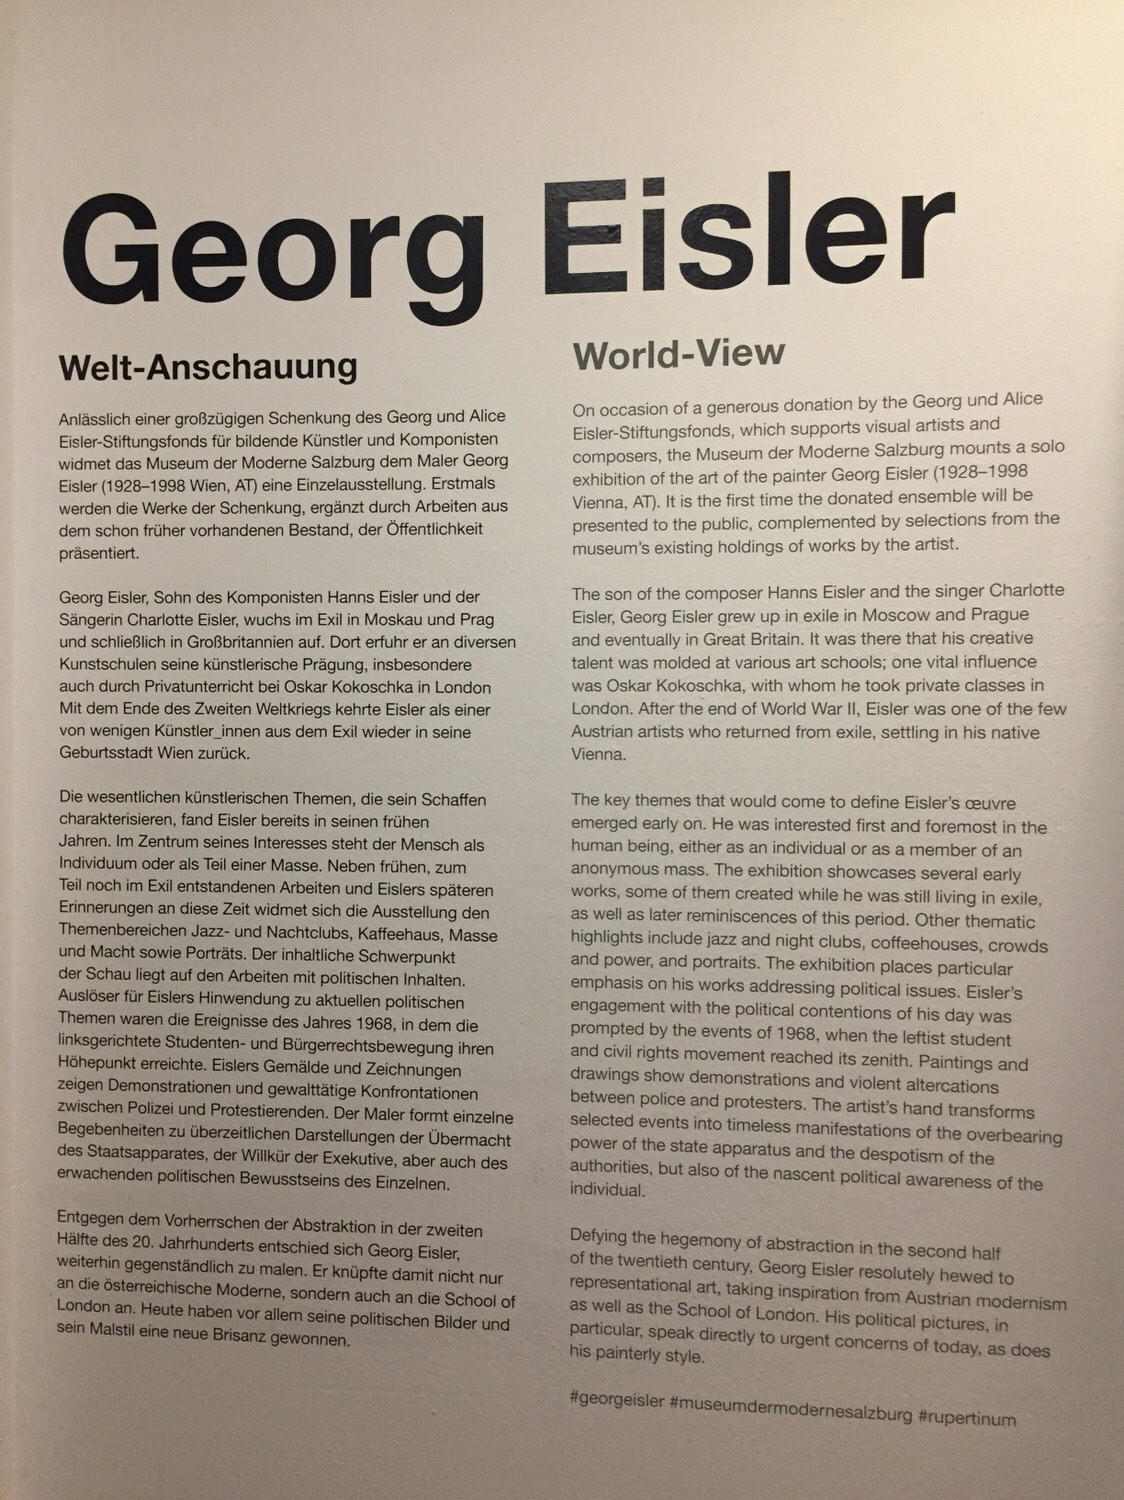 Georg Eisler
Welt-Anschauung
Anlässlich einer großzügigen Schenkung des Georg und Alice
Eisler-Stiftungsfonds für bildende Künstler und Komponisten
widmet das Museum der Moderne Salzburg dem Maler Georg
Eisler (1928–1998 Wien, AT) eine Einzelausstellung. Erstmals
werden die Werke der Schenkung, ergänzt durch Arbeiten aus
dem schon früher vorhandenen Bestand, der Öffentlichkeit
präsentiert.
Georg Eisler, Sohn des Komponisten Hanns Eisler und der
Sängerin Charlotte Eisler, wuchs im Exil in Moskau und Prag
und schließlich in Großbritannien auf. Dort erfuhr er an diversen
Kunstschulen seine künstlerische Prägung, insbesondere
auch durch Privatunterricht bei Oskar Kokoschka in London
Mit dem Ende des Zweiten Weltkriegs kehrte Eisler als einer
von wenigen Künstler_innen aus dem Exil wieder in seine
Geburtsstadt Wien zurück.
Die wesentlichen künstlerischen Themen, die sein Schaffen
charakterisieren, fand Eisler bereits in seinen frühen
Jahren. Im Zentrum seines Interesses steht der Mensch als
Individuum oder als Teil einer Masse. Neben frühen, zum
Teil noch im Exil entstandenen Arbeiten und Eislers späteren
Erinnerungen an diese Zeit widmet sich die Ausstellung den
Themenbereichen Jazz- und Nachtclubs, Kaffeehaus, Masse
und Macht sowie Porträts. Der inhaltliche Schwerpunkt
der Schau liegt auf den Arbeiten mit politischen Inhalten.
Auslöser für Eislers Hinwendung zu aktuellen politischen
Themen waren die Ereignisse des Jahres 1968, in dem die
linksgerichtete Studenten- und Bürgerrechtsbewegung ihren
Höhepunkt erreichte. Eislers Gemälde und Zeichnungen
zeigen Demonstrationen und gewalttätige Konfrontationen
zwischen Polizei und Protestierenden. Der Maler formt einzelne
Begebenheiten zu überzeitlichen Darstellungen der Übermacht
des Staatsapparates, der Willkür der Exekutive, aber auch des
erwachenden politischen Bewusstseins des Einzelnen.
Entgegen dem Vorherrschen der Abstraktion in der zweiten
Hälfte des 20. Jahrhunderts entschied sich Georg Eisler,
weiterhin gegenständlich zu malen. Er knüpfte damit nicht nur
an die österreichische Moderne, sondern auch an die School of
London an. Heute haben vor allem seine politischen Bilder und
sein Malstil eine neue Brisanz gewonnen.
World-View
On occasion of a generous donation by the Georg und Alice
Eisler-Stiftungsfonds, which supports visual artists and
composers, the Museum der Moderne Salzburg mounts a solo
exhibition of the art of the painter Georg Eisler (1928–1998
Vienna, AT). It is the first time the donated ensemble will be
presented to the public, complemented by selections from the
museum's existing holdings of works by the artist.
The son of the composer Hanns Eisler and the singer Charlotte
Eisler, Georg Eisler grew up in exile in Moscow and Prague
and eventually in Great Britain. It was there that his creative
talent was molded at various art schools; one vital influence
was Oskar Kokoschka, with whom he took private classes in
London. After the end of World War II, Eisler was one of the few
Austrian artists who returned from exile, settling in his native
Vienna.
The key themes that would come to define Eisler's œuvre
emerged early on. He was interested first and foremost in the
human being, either as an individual or as a member of an
anonymous mass. The exhibition showcases several early
works, some of them created while he was still living in exile,
as well as later reminiscences of this period. Other thematic
highlights include jazz and night clubs, coffeehouses, crowds
and power, and portraits. The exhibition places particular
emphasis on his works addressing political issues. Eisler's
engagement with the political contentions of his day was
prompted by the events of 1968, when the leftist student
and civil rights movement reached its zenith. Paintings and
drawings show demonstrations and violent altercations
between police and protesters. The artist's hand transforms
selected events into timeless manifestations of the overbearing
power of the state apparatus and the despotism of the
authorities, but also of the nascent political awareness of the
individual.
Defying the hegemony of abstraction in the second half
of the twentieth century, Georg Eisler resolutely hewed to
representational art, taking inspiration from Austrian modernism
as well as the School of London. His political pictures, in
particular, speak directly to urgent concerns of today, as does
his painterly style.
#georgeisler #museumdermodernesalzburg #rupertinum